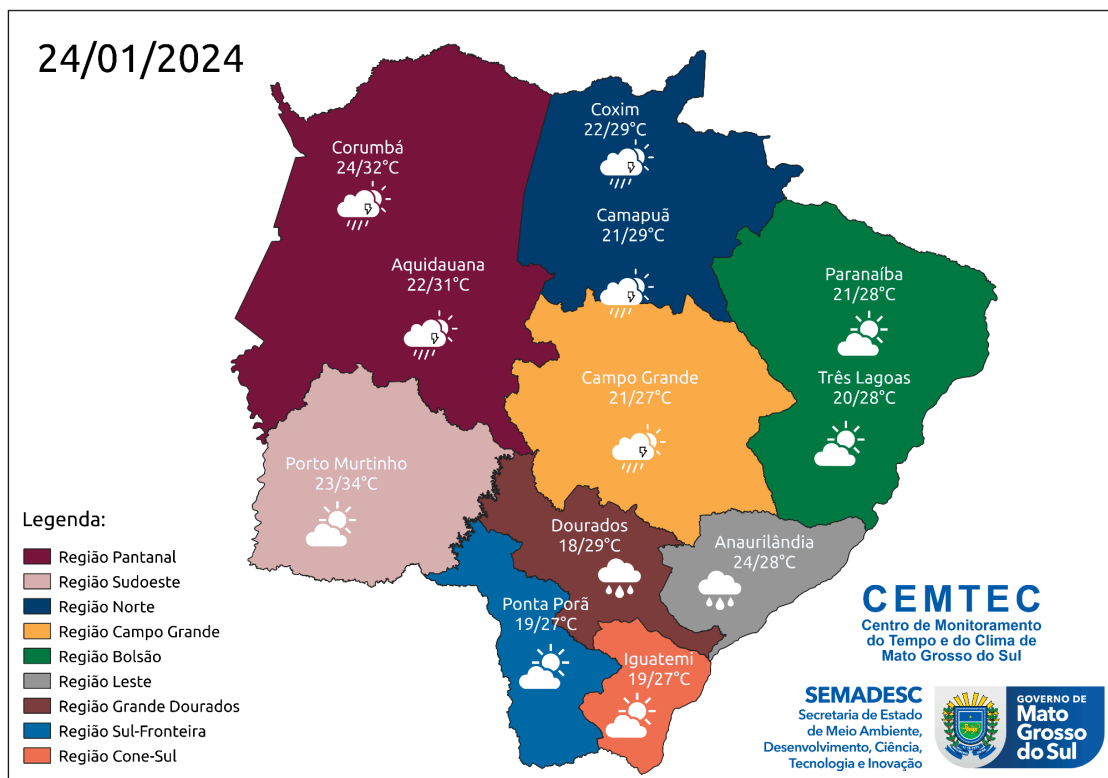 24/01/2024
Coxim
22/29°C
Corumbá
24/32°C
Camapuã
21/29°C
Aquidauana
22/31°C
Paranaíba
21/28°C
Campo Grande
21/27°C
Três Lagoas
20/28°C
Porto Murtinho
23/34°C
Dourados
18/29°C
Anaurilândia
24/28°C
Ponta Porã
19/27°C
Iguatemi
19/27°C
Legenda:
Região Pantanal
Região Sudoeste
Região Norte
Região Campo Grande
Região Bolsão
Região Leste
Região Grande Dourados
Região Sul-Fronteira
Região Cone-Sul
CEMTEC
Centro de Monitoramento
do Tempo e do Clima de
Mato Grosso do Sul
SEMADESC
Secretaria de Estado
de Meio Ambiente,
Desenvolvimento, Ciência,
Tecnologia e Inovação
GOVERNO DE
Mato
Grosso
do Sul